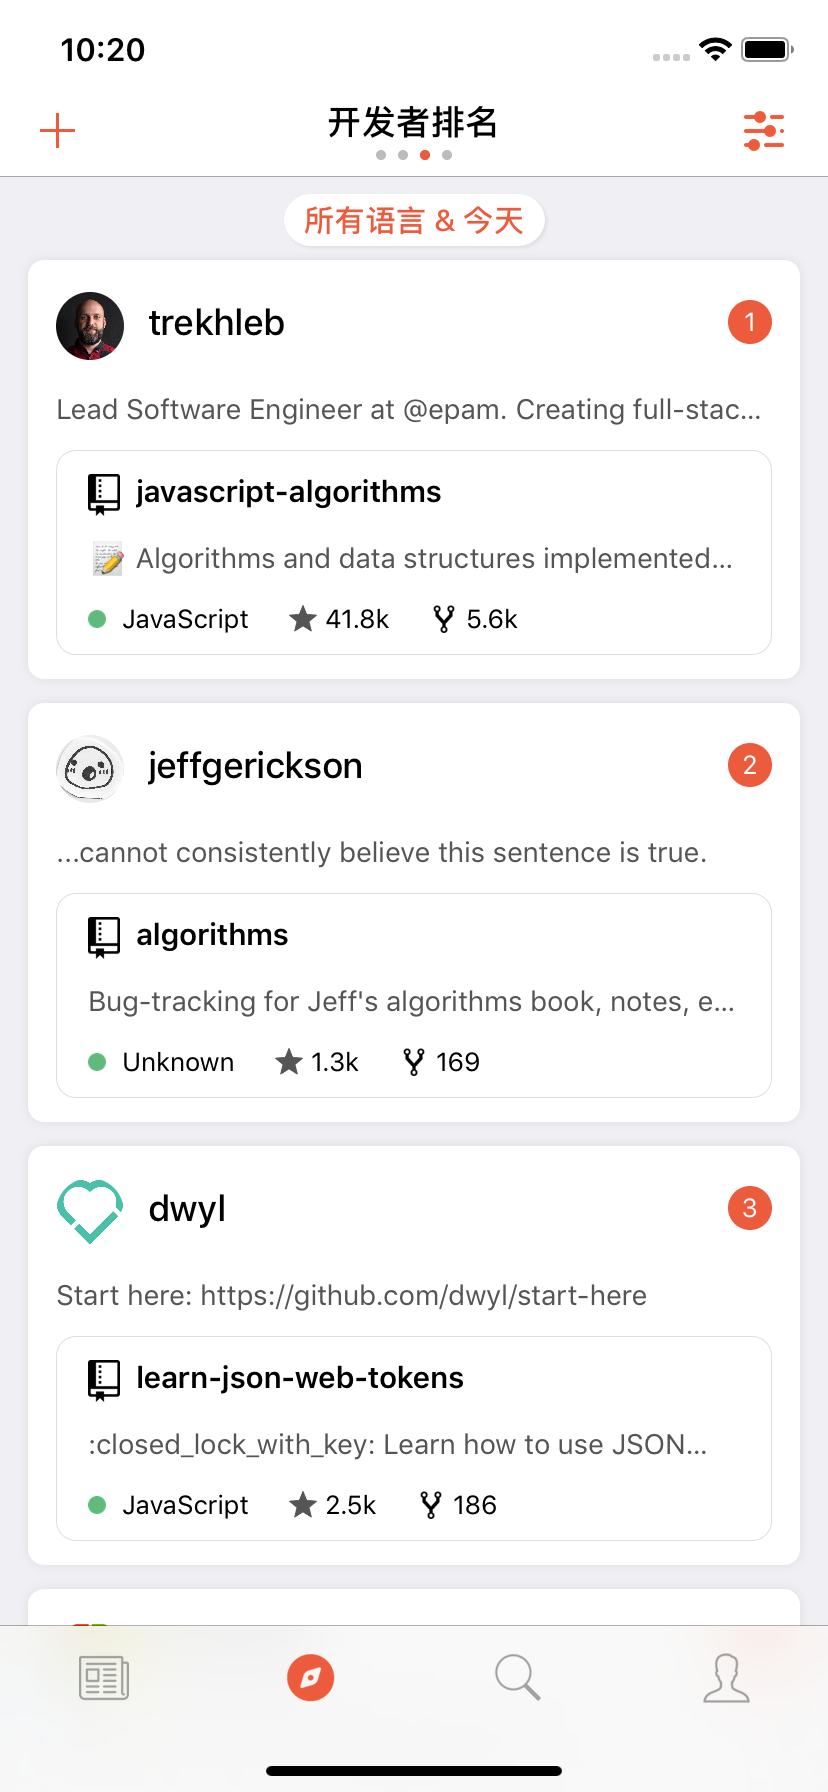 10:20
开发者排名
所有语言 & 今天
trekhleb
1
Lead Software Engineer at @epam. Creating full-stac...
javascript-algorithms
📝 Algorithms and data structures implemented...
JavaScript 41.8k 5.6k
jeffgerickson
2
...cannot consistently believe this sentence is true.
algorithms
Bug-tracking for Jeff's algorithms book, notes, e...
Unknown 1.3k 169
dwyl
3
Start here: https://github.com/dwyl/start-here
learn-json-web-tokens
:closed_lock_with_key: Learn how to use JSON...
JavaScript 2.5k 186